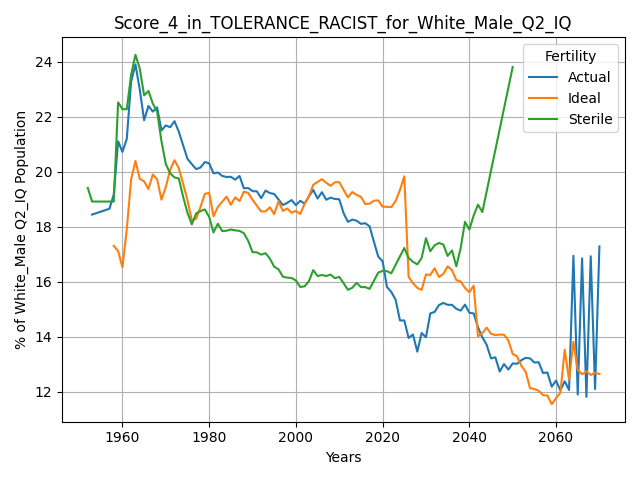 Score_4_in_TOLERANCE_RACIST_for_White_Male_Q2_IQ
% of White_Male Q2_IQ Population
24
22
20
18
16
14
12
Fertility
Actual
Ideal
Sterile
1960 1980 2000 2020 2040 2060
Years